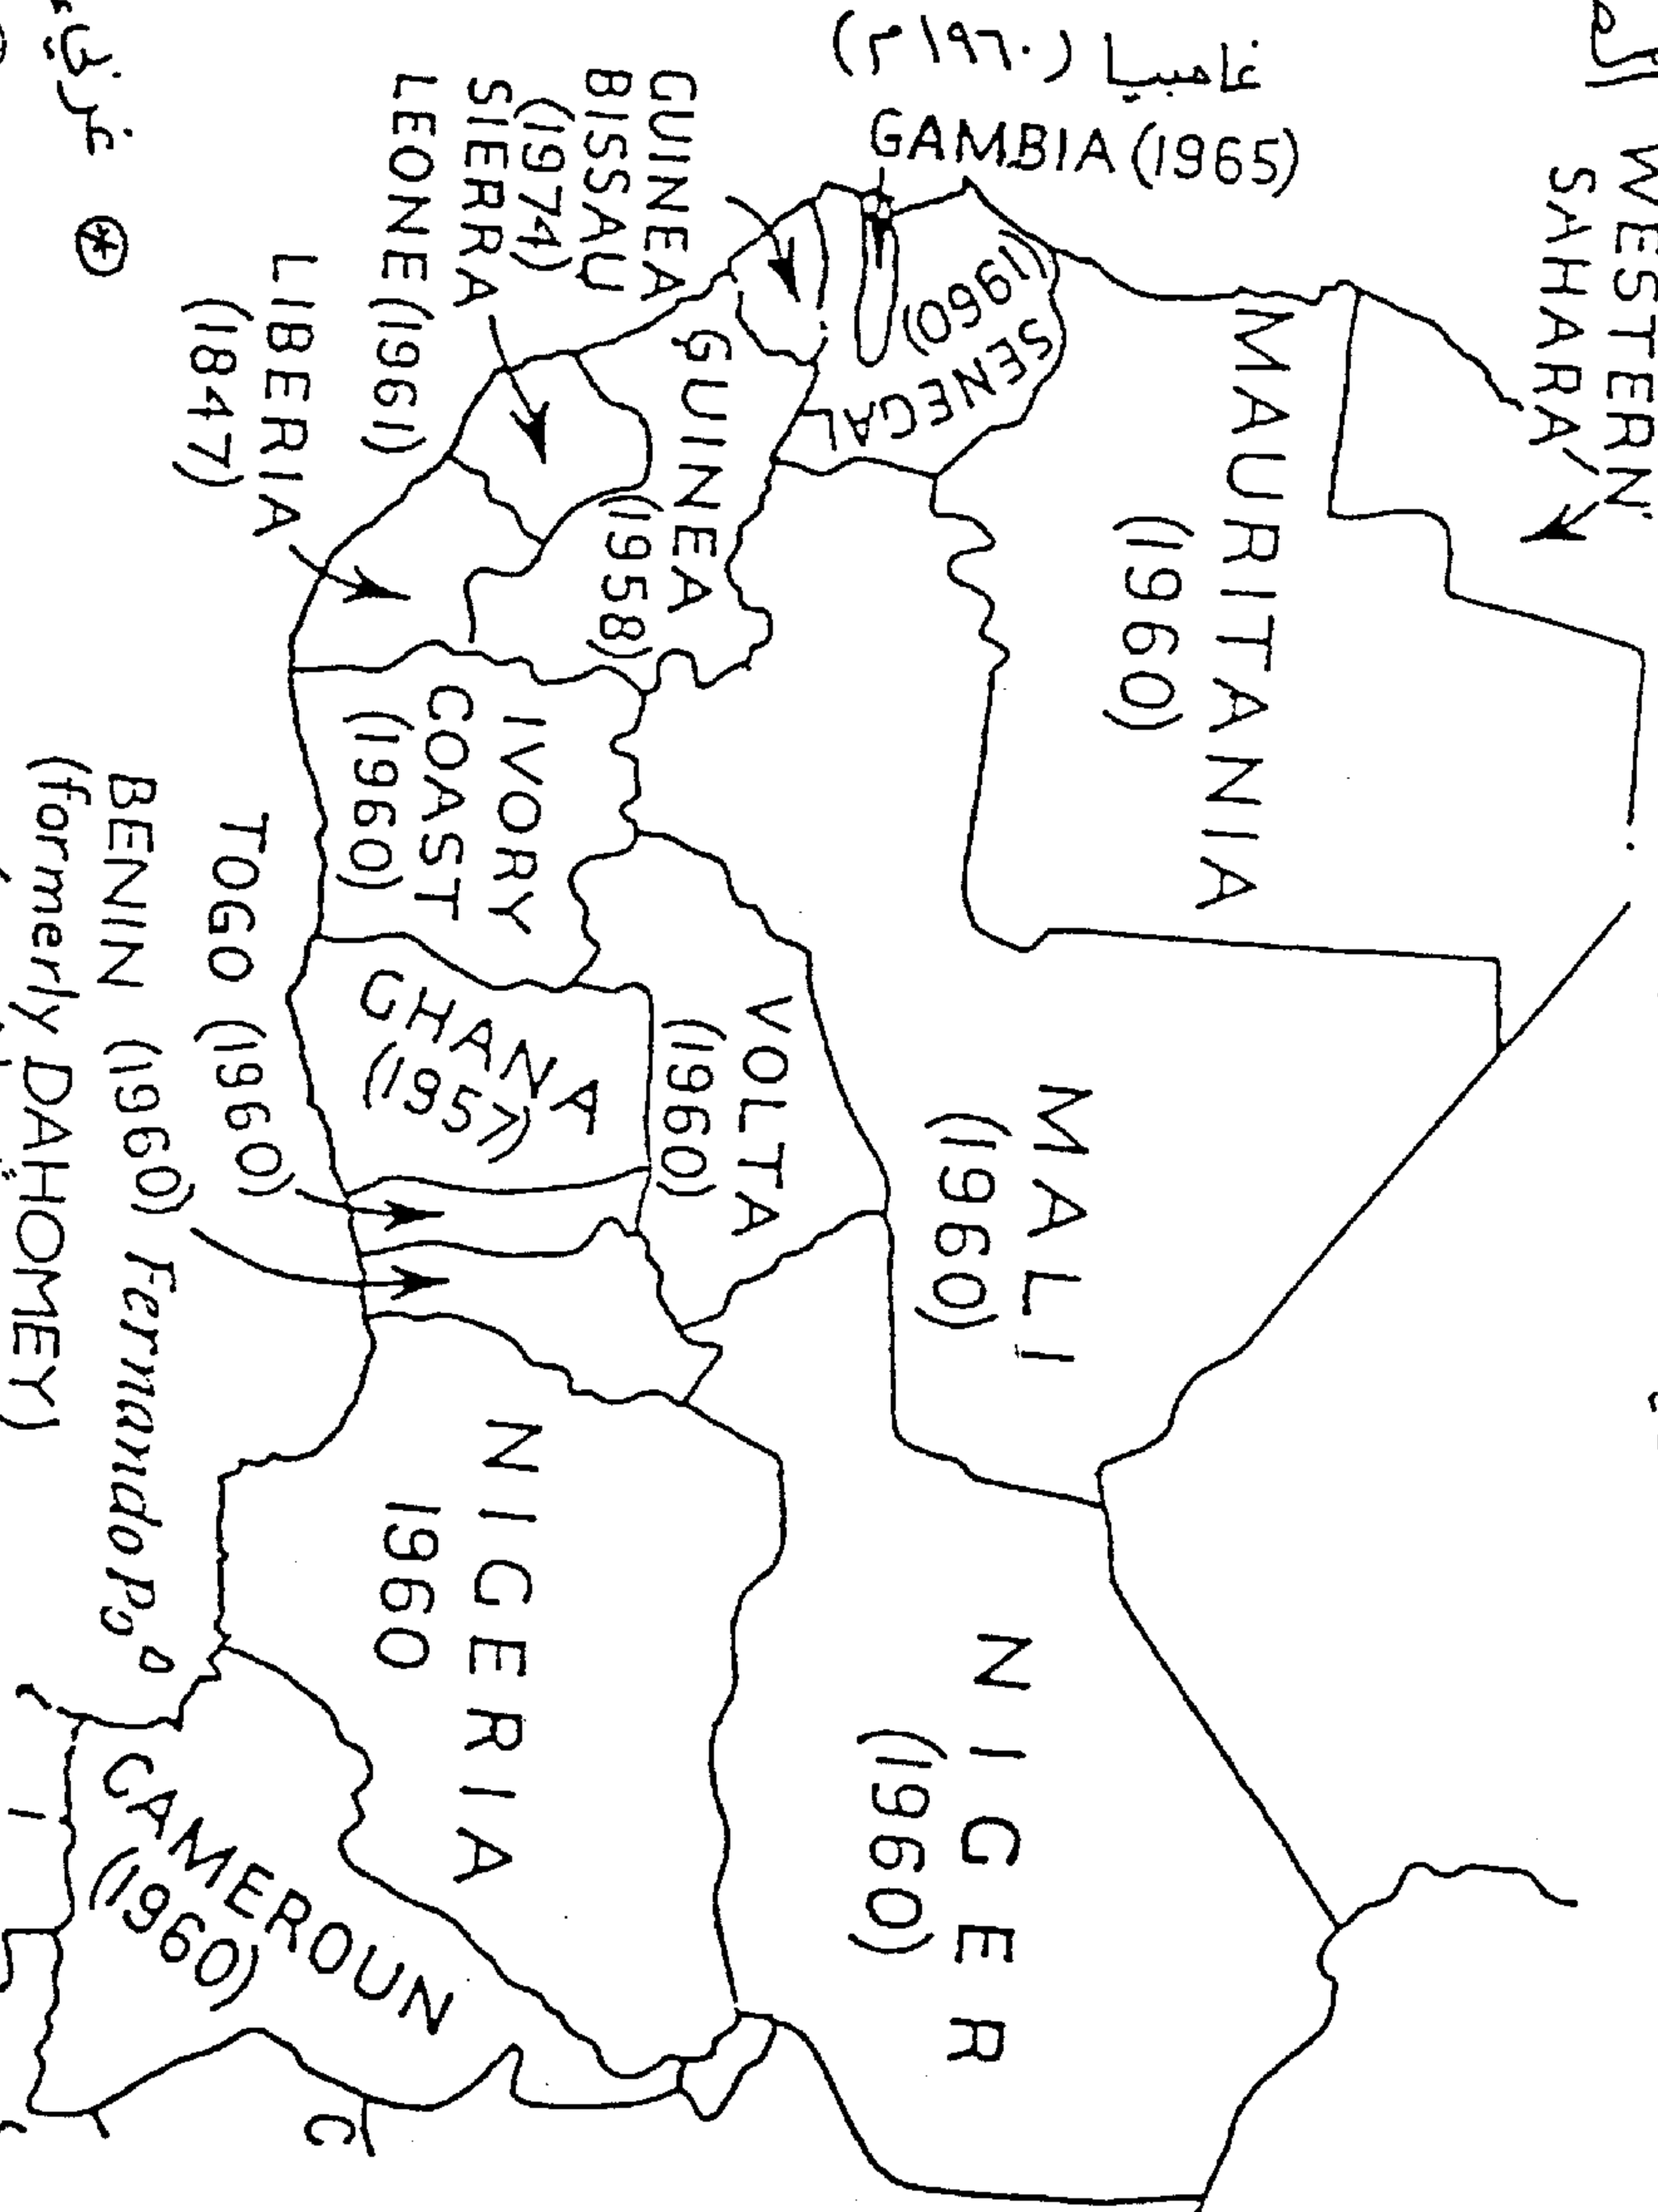 غامبيا (١٩٦٠م)
GAMBIA (1965)
WESTERN
SAHARA
MAURITANIA
(1960)
(1960)
SENEGAL
GUINEA
BISSAU
(1974)
SIERRA
LEONE (1961)
LIBERIA
(1847)
GUINEA
(1958)
IVORY
COAST
(1960)
GHANA
(1957)
VOLTA
(1960)
MALI
(1960)
TOGO (1960)
BENIN (1960)
(formerly DAHOMEY)
Fernando Po
NIGERIA
1960
NIGER
(1960)
CAMEROUN
(1960)
C